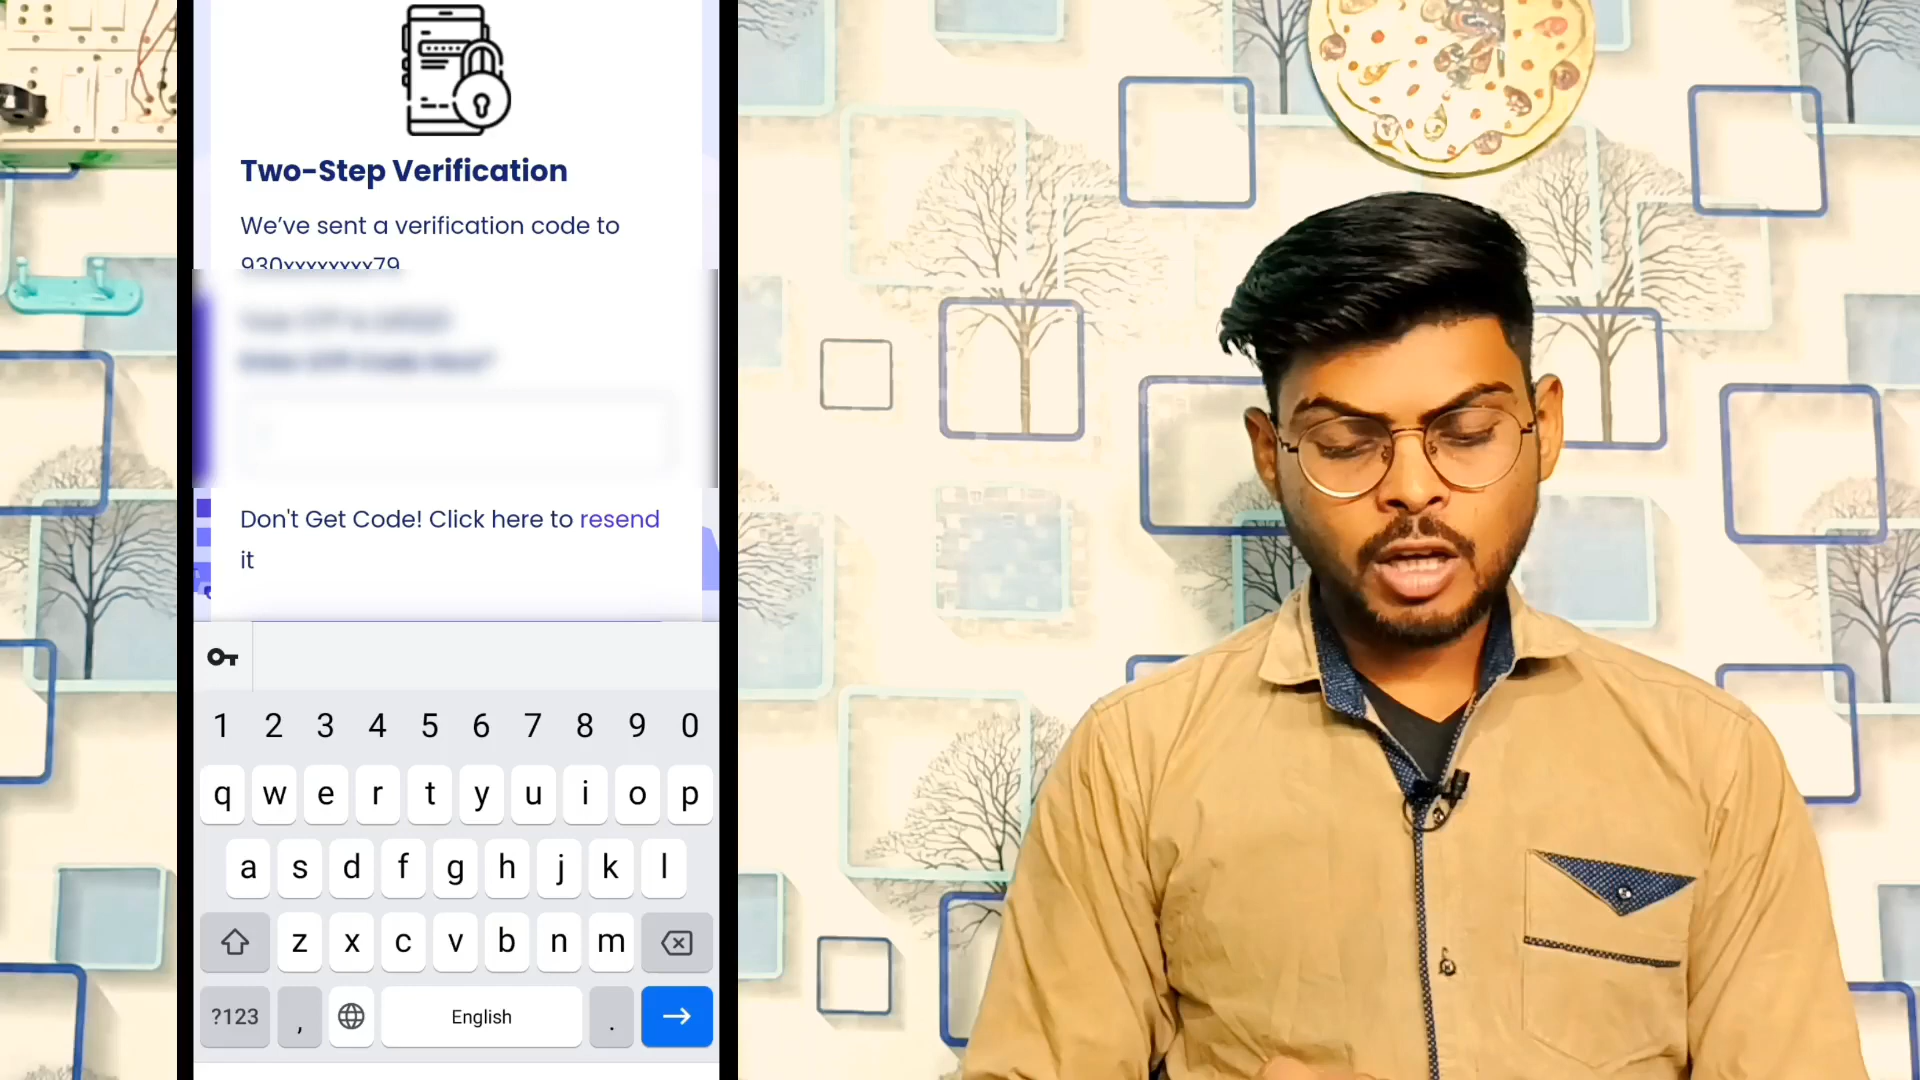 Two-Step Verification
We’ve sent a verification code to
930xxxxxxxx79
Don't Get Code! Click here to resend
it
1 2 3 4 5 6 7 8 9 0
q w e r t y u i o p
a s d f g h j k l
z x c v b n m
?123 , English .